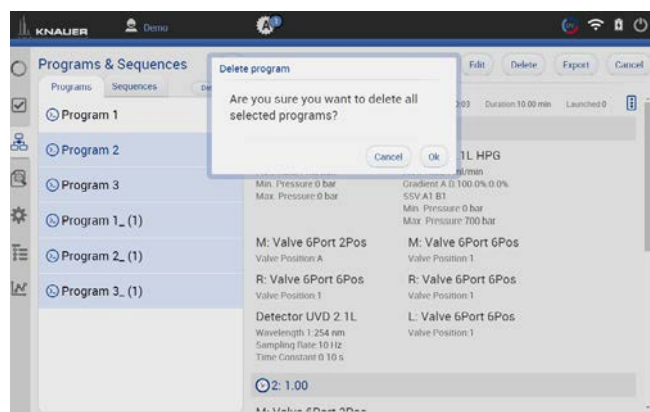 KNAUER
Demo
Programs & Sequences
Edit
Delete
Export
Cancel
Programs
Sequences
Delete program
Are you sure you want to delete all
selected programs?
Cancel
Ok
Duration 10.00 min
Launched 0
Program 1
Program 2
Program 3
Program 1_ (1)
Program 2_ (1)
Program 3_ (1)
1L HPG
Min. Pressure:0 bar
Max. Pressure:0 bar
Gradient A D:100.0% 0.0%
SSV:A1 B1
Min. Pressure:0 bar
Max. Pressure:700 bar
M: Valve 6Port 2Pos
Valve Position:A
M: Valve 6Port 6Pos
Valve Position:1
R: Valve 6Port 6Pos
Valve Position:1
R: Valve 6Port 6Pos
Valve Position:1
Detector UVD 2.1L
Wavelength 1:254 nm
Sampling Rate:10 Hz
Time Constant:0.10 s
L: Valve 6Port 6Pos
Valve Position:1
2: 1.00